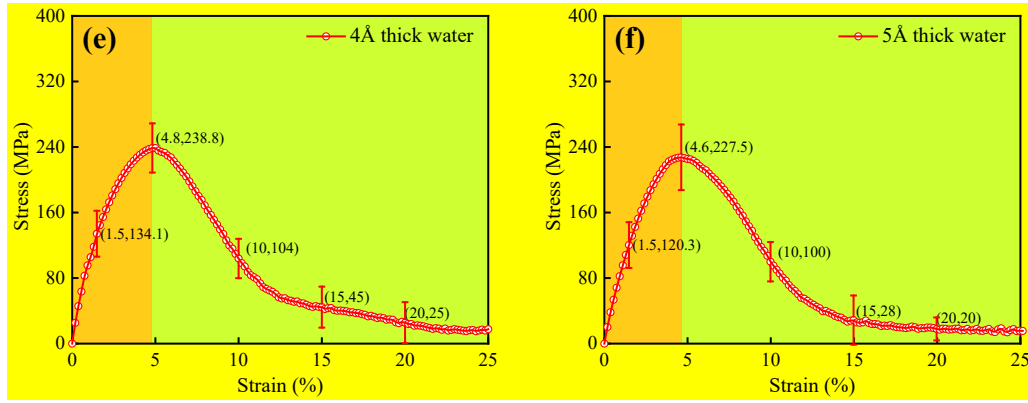 (e)
4Å thick water
400
320
240
160
80
0
Stress (MPa)
(4.8,238.8)
(1.5,134.1)
(10,104)
(15,45)
(20,25)
0 5 10 15 20 25
Strain (%)
(f)
5Å thick water
400
320
240
160
80
0
Stress (MPa)
(4.6,227.5)
(1.5,120.3)
(10,100)
(15,28)
(20,20)
0 5 10 15 20 25
Strain (%)